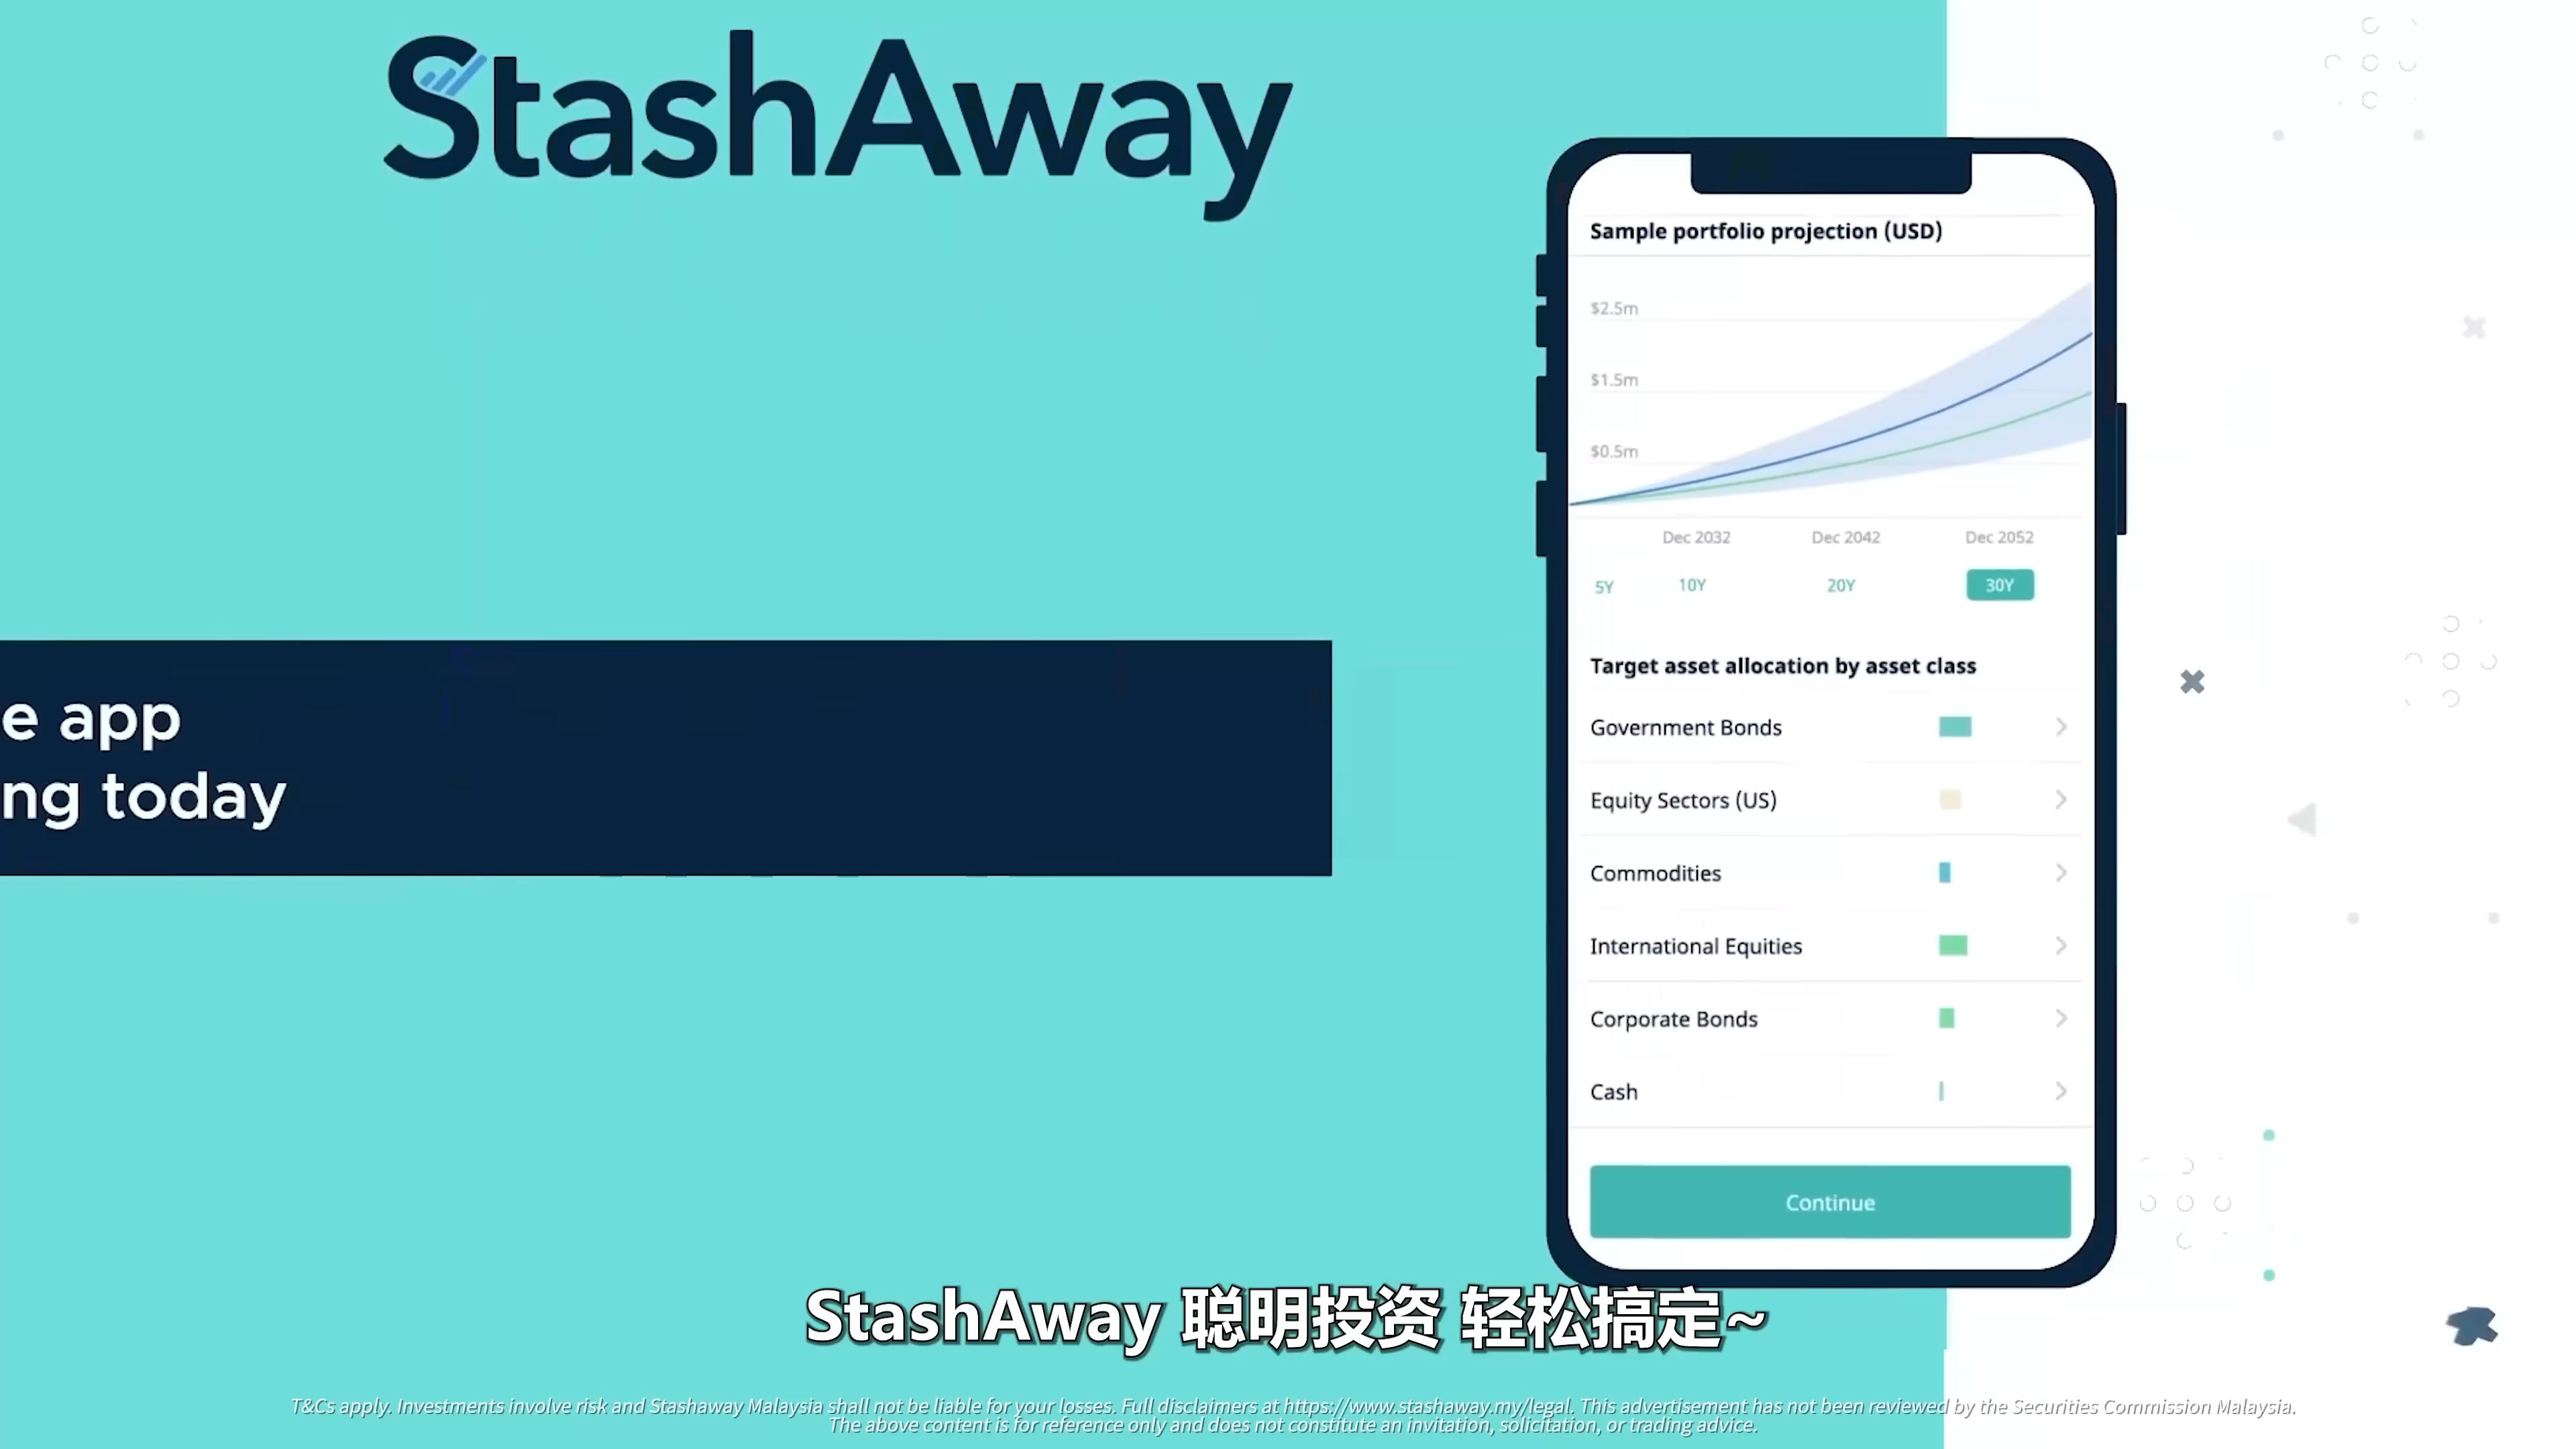 StashAway
e app
ng today
Sample portfolio projection (USD)
$2.5m
$1.5m
$0.5m
Dec 2032 Dec 2042 Dec 2052
5Y 10Y 20Y 30Y
Target asset allocation by asset class
Government Bonds
Equity Sectors (US)
Commodities
International Equities
Corporate Bonds
Cash
Continue
StashAway 聪明投资 轻松搞定~
T&Cs apply. Investments involve risk and Stashaway Malaysia shall not be liable for your losses. Full disclaimers at https://www.stashaway.my/legal. This advertisement has not been reviewed by the Securities Commission Malaysia.
The above content is for reference only and does not constitute an invitation, solicitation, or trading advice.